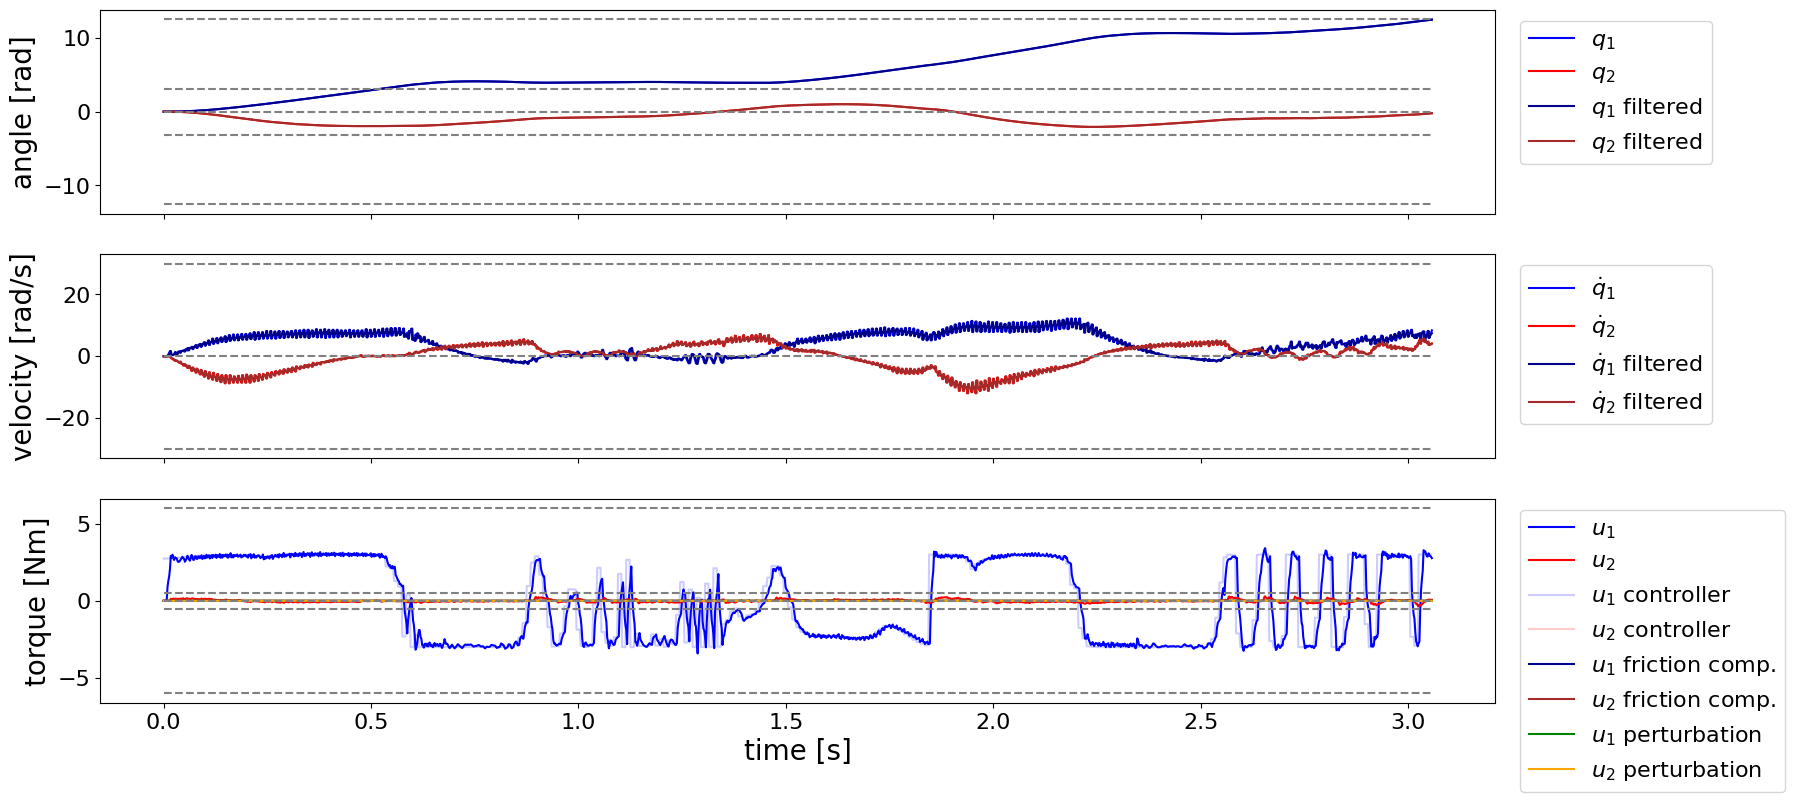 angle [rad]
10
0
−10
q₁
q₂
q₁ filtered
q₂ filtered
velocity [rad/s]
20
0
−20
q̇₁
q̇₂
q̇₁ filtered
q̇₂ filtered
torque [Nm]
5
0
−5
0.0 0.5 1.0 1.5 2.0 2.5 3.0
time [s]
u₁
u₂
u₁ controller
u₂ controller
u₁ friction comp.
u₂ friction comp.
u₁ perturbation
u₂ perturbation